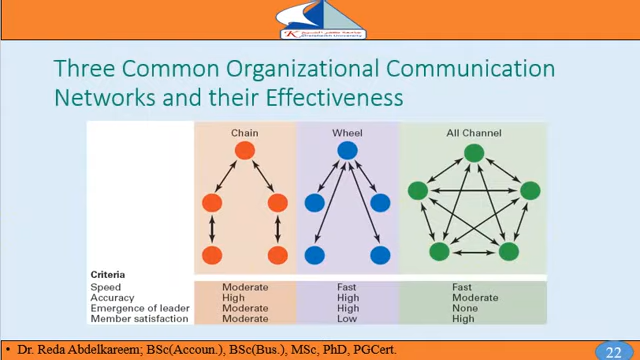 Three Common Organizational Communication
Networks and their Effectiveness
Chain Wheel All Channel
Criteria
Speed Moderate Fast Fast
Accuracy High High Moderate
Emergence of leader Moderate High None
Member satisfaction Moderate Low High
• Dr. Reda Abdelkareem; BSc(Accoun.), BSc(Bus.), MSc, PhD, PGCert.
22